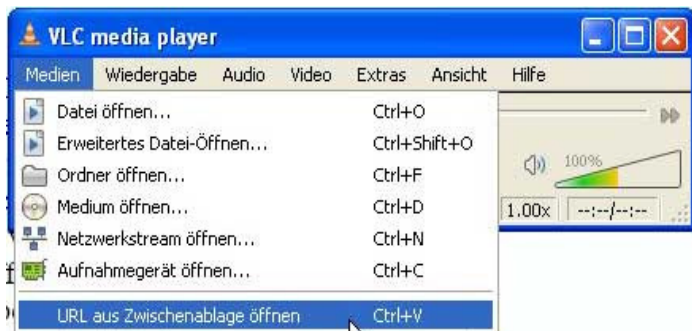 VLC media player
Medien Wiedergabe Audio Video Extras Ansicht Hilfe
Datei öffnen... Ctrl+O
Erweitertes Datei-Öffnen... Ctrl+Shift+O
Ordner öffnen... Ctrl+F
100%
Medium öffnen... Ctrl+D
1.00x --:--/--:--
Netzwerkstream öffnen... Ctrl+N
Aufnahmegerät öffnen... Ctrl+C
URL aus Zwischenablage öffnen Ctrl+V